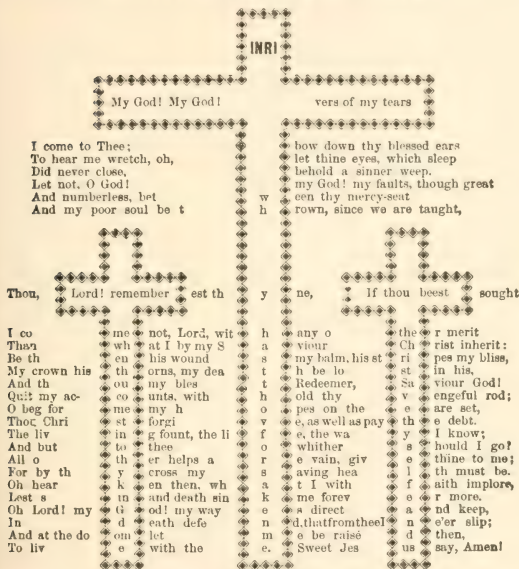 INRI
My God! My God! vers of my tears
I come to Thee; bow down thy blessed ears
To hear me wretch, oh, let thine eyes, which sleep
Did never close, behold a sinner weep.
Let not, O God! my God! my faults, though great
And numberless, bet w een thy mercy-seat
And my poor soul be t h rown, since we are taught,
Thou, Lord! remember est th y ne, If thou beest sought
I co me not, Lord, wit h any o the r merit
Than wh at I by my S a viour Ch rist inherit:
Be th en his wound s my balm, his st ri pes my bliss,
My crown his th orns, my dea t h be lo st in his,
And th ou my bles t Redeemer, Sa viour God!
Quit my ac- co unts, with h old thy v engeful rod;
O beg for me my h o pes on the e are set,
Thou Chri st forgi v e, as well as pay th e debt.
The liv in g fount, the li f e, the wa y I know;
And but to thee o whither s hould I go?
All o th er helps a r e vain, giv e thine to me;
For by th y cross my s aving hea l th must be.
Oh hear k en then, wh a t I with f aith implore,
Lest s in and death sin k me forev e r more.
Oh Lord! my G od! my way e s direct a nd keep,
In d eath defe n d,thatfromtheeI n e'er slip;
And at the do om let m e be raise d then,
To liv e with the e. Sweet Jes us say, Amen!